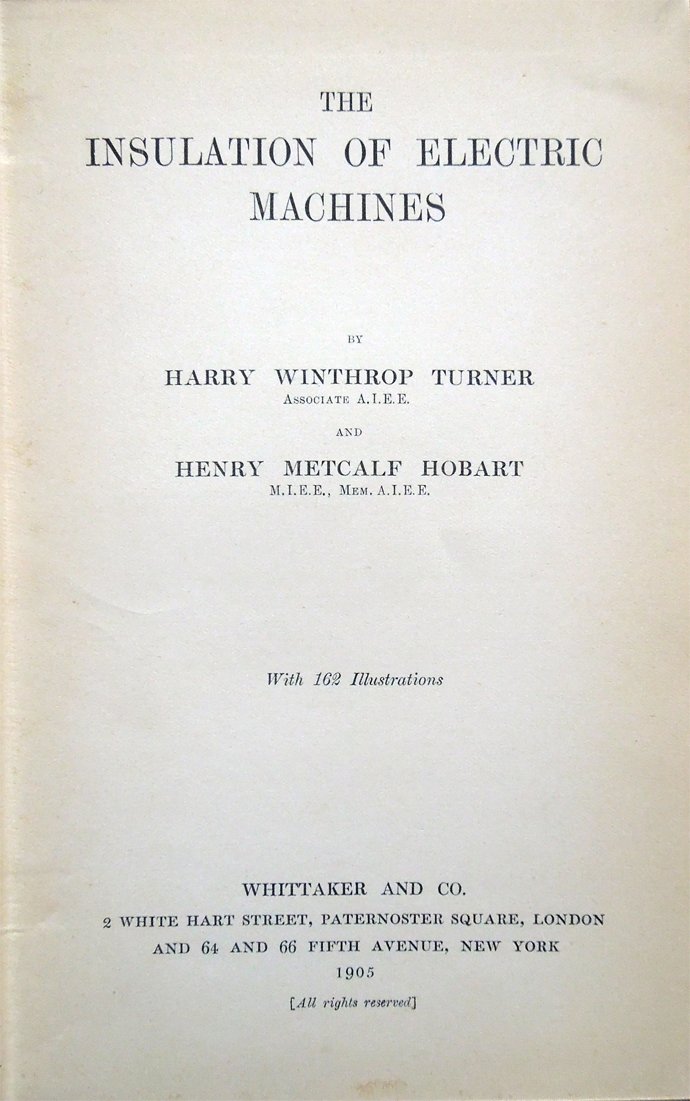 THE
INSULATION OF ELECTRIC
MACHINES
BY
HARRY WINTHROP TURNER
ASSOCIATE A.I.E.E.
AND
HENRY METCALF HOBART
M.I.E.E., MEM. A.I.E.E.
With 162 Illustrations
WHITTAKER AND CO.
2 WHITE HART STREET, PATERNOSTER SQUARE, LONDON
AND 64 AND 66 FIFTH AVENUE, NEW YORK
1905
[All rights reserved]